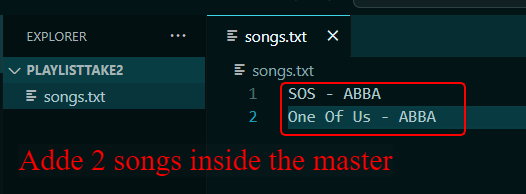 EXPLORER
···
songs.txt
PLAYLISTTAKE2
songs.txt
songs.txt
1 SOS - ABBA
2 One Of Us - ABBA
Adde 2 songs inside the master